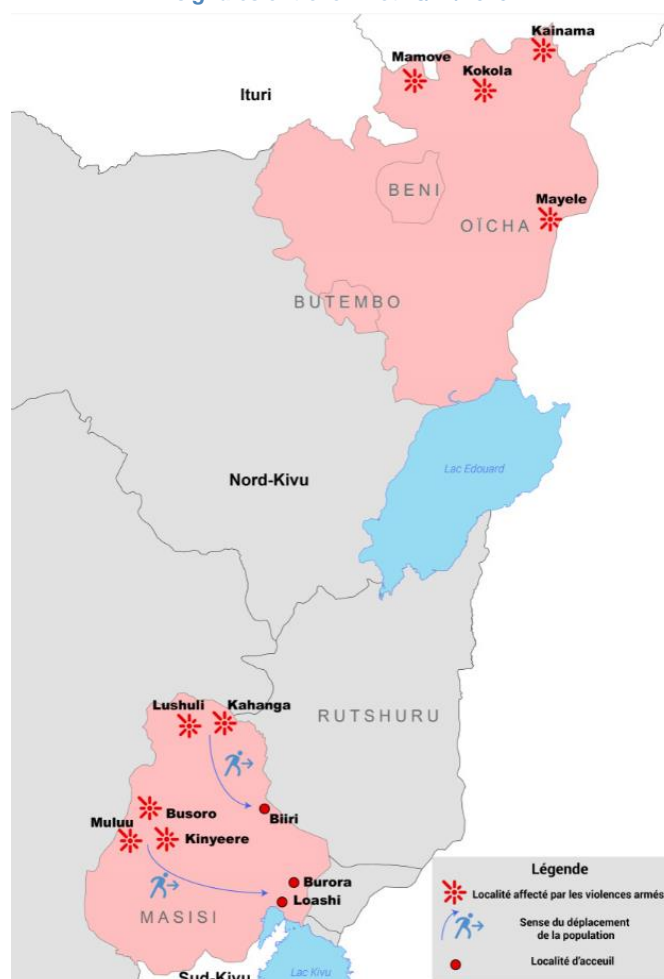 Kainama
Mamove
Kokola
Ituri
BENI
Mayele
OÏCHA
BUTEMBO
Lac Edouard
Nord-Kivu
Lushuli
Kahanga
RUTSHURU
Biiri
Busoro
Muluu
Kinyeere
Burora
Loashi
MASISI
Sud-Kivu
Lac Kivu
Légende
Localité affecté par les violences armés
Sense du déplacement
de la population
Localité d'acceuil